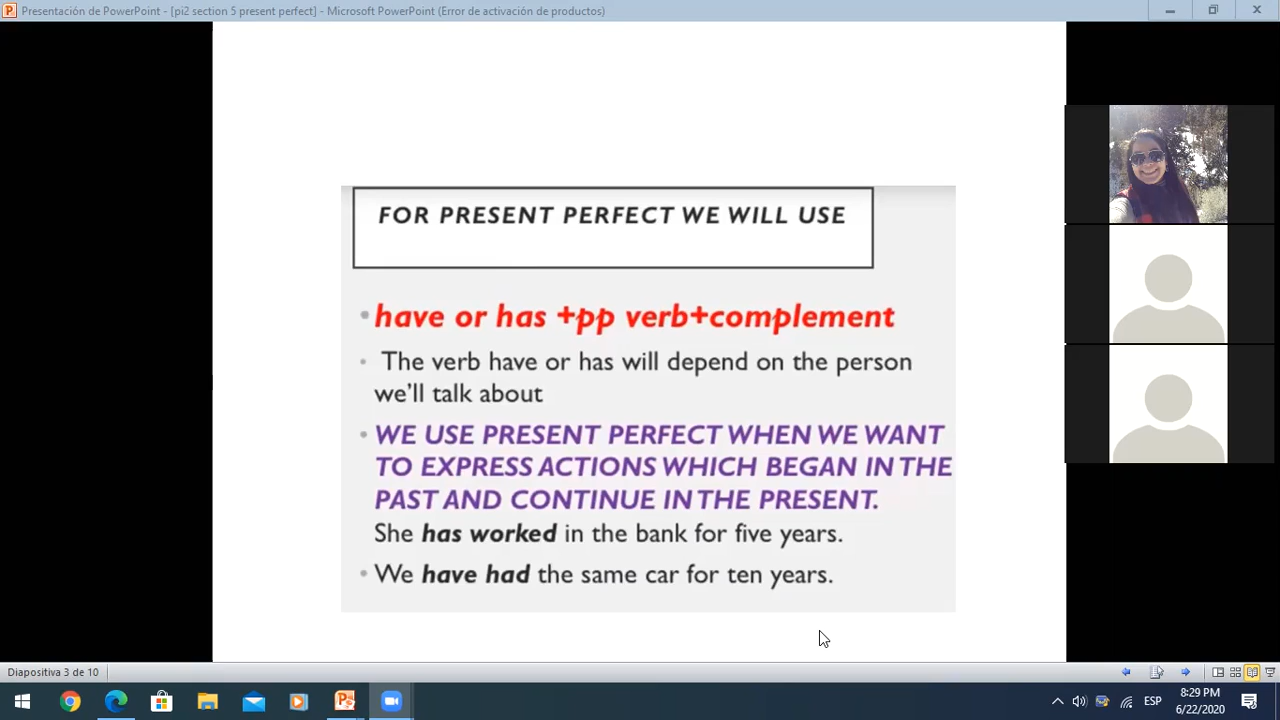 Presentación de PowerPoint - [pi2 section 5 present perfect] - Microsoft PowerPoint (Error de activación de productos)
FOR PRESENT PERFECT WE WILL USE
•have or has +pp verb+complement
• The verb have or has will depend on the person
we'll talk about
•WE USE PRESENT PERFECT WHEN WE WANT
TO EXPRESS ACTIONS WHICH BEGAN IN THE
PAST AND CONTINUE IN THE PRESENT.
She has worked in the bank for five years.
•We have had the same car for ten years.
Diapositiva 3 de 10
ESP
8:29 PM
6/22/2020